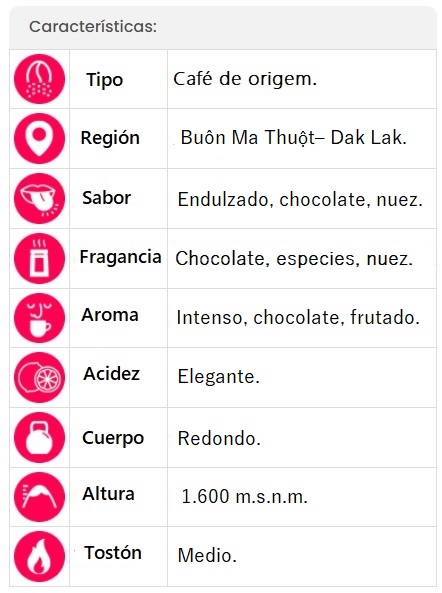 Características:
Tipo Café de origem.
Región Buôn Ma Thuột– Dak Lak.
Sabor Endulzado, chocolate, nuez.
Fragancia Chocolate, especies, nuez.
Aroma Intenso, chocolate, frutado.
Acidez Elegante.
Cuerpo Redondo.
Altura 1.600 m.s.n.m.
Tostón Medio.